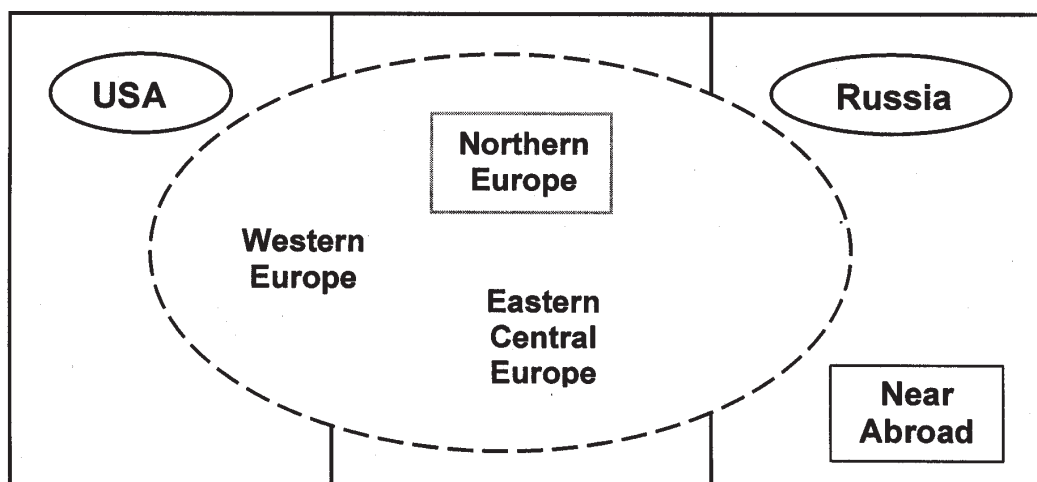 USA
Russia
Northern
Europe
Western
Europe
Eastern
Central
Europe
Near
Abroad